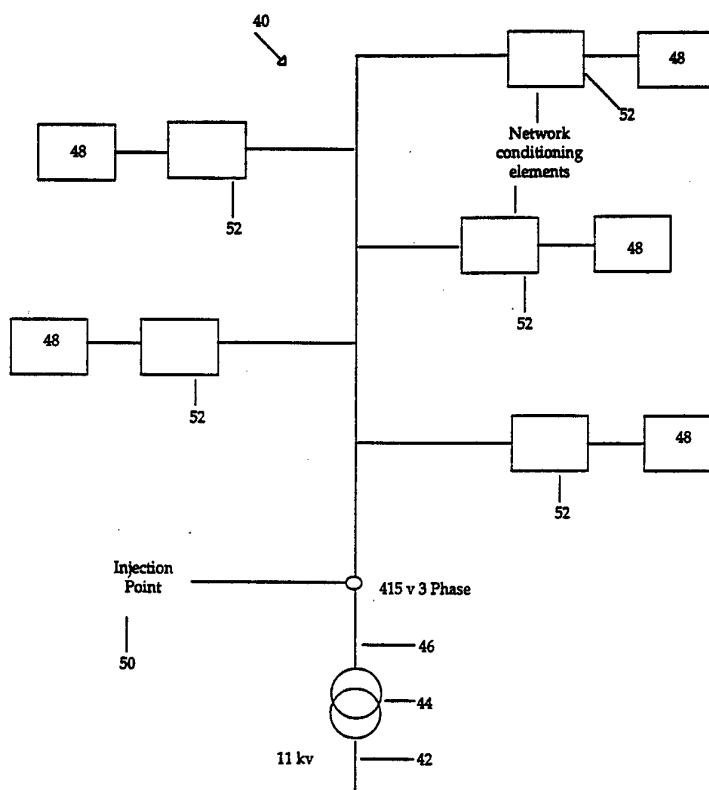 40
48
52
Network
conditioning
elements
48
52
48
52
48
52
48
52
Injection
Point
415 v 3 Phase
50
46
44
11 kv
42